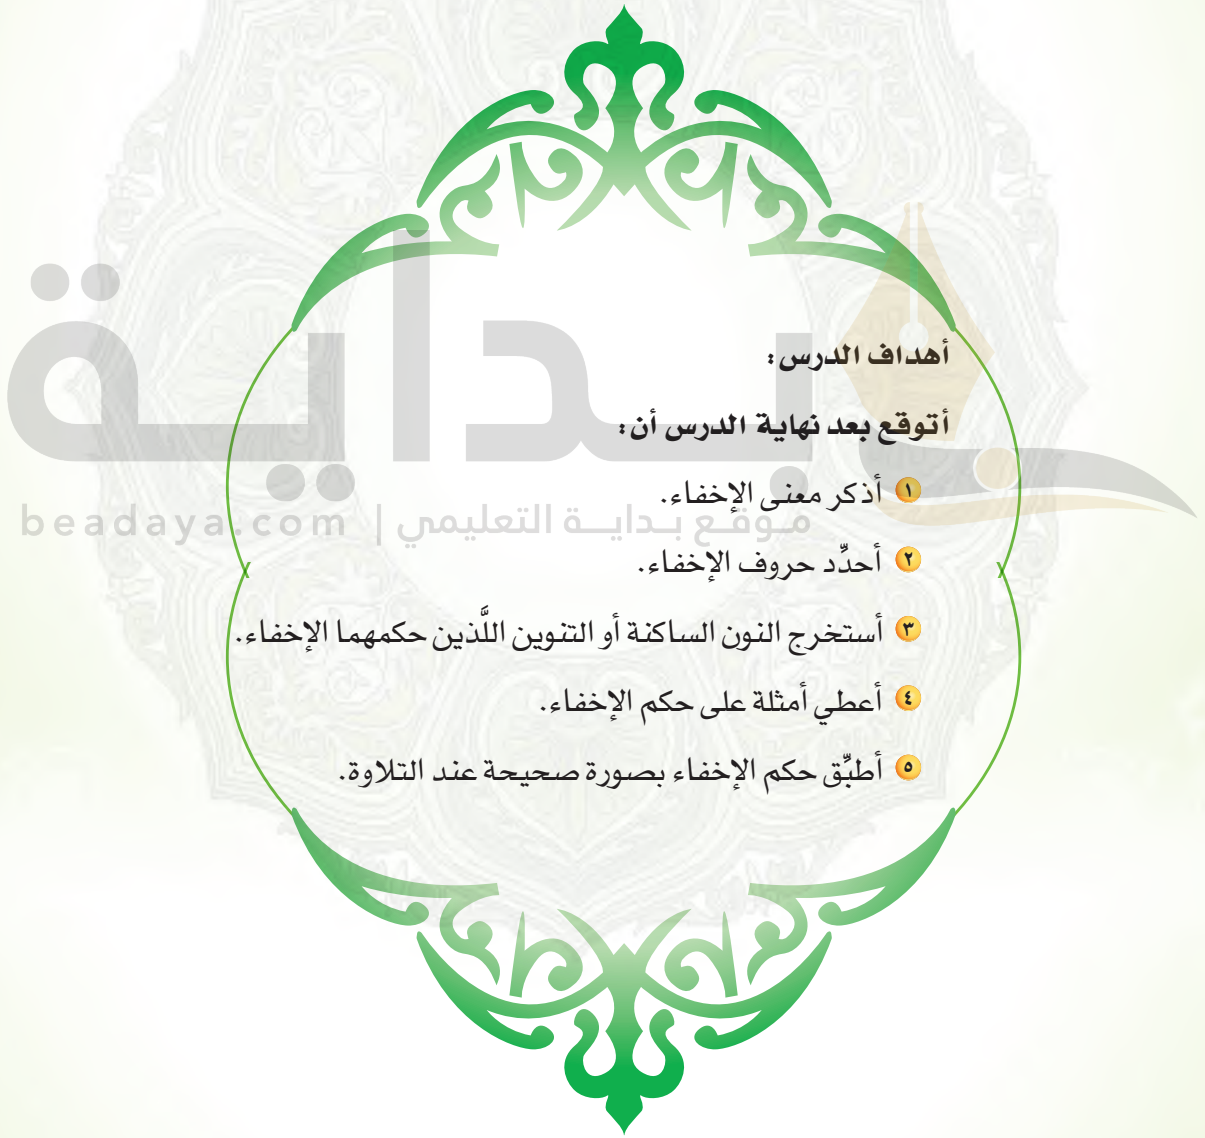 أهداف الدرس:
أتوقع بعد نهاية الدرس أن:
١ أذكر معنى الإخفاء.
٢ أحدِّد حروف الإخفاء.
٣ أستخرج النون الساكنة أو التنوين اللَّذين حكمهما الإخفاء.
٤ أعطي أمثلة على حكم الإخفاء.
٥ أطبِّق حكم الإخفاء بصورة صحيحة عند التلاوة.
بـدايـة
موقع بـدايــة التعليمي | beadaya.com